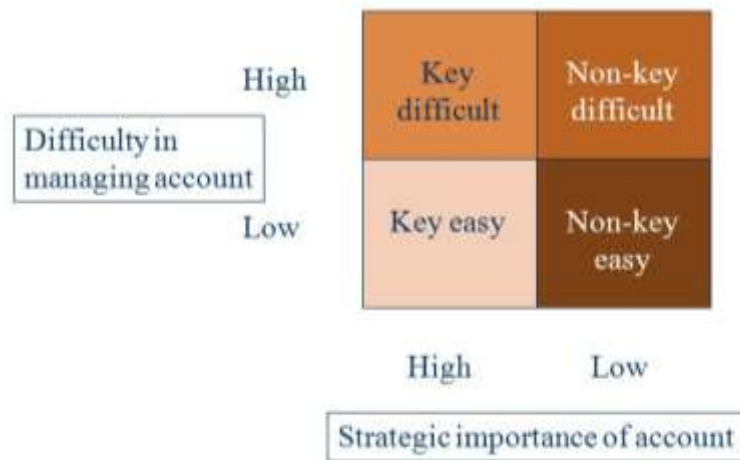 High
Key
difficult
Non-key
difficult
Difficulty in
managing account
Low
Key easy
Non-key
easy
High
Low
Strategic importance of account